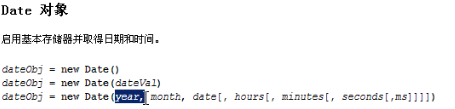 Date 对象
启用基本存储器并取得日期和时间。
dateObj = new Date()
dateObj = new Date(dateVal)
dateObj = new Date(year, month, date[, hours[, minutes[, seconds[,ms]]]])